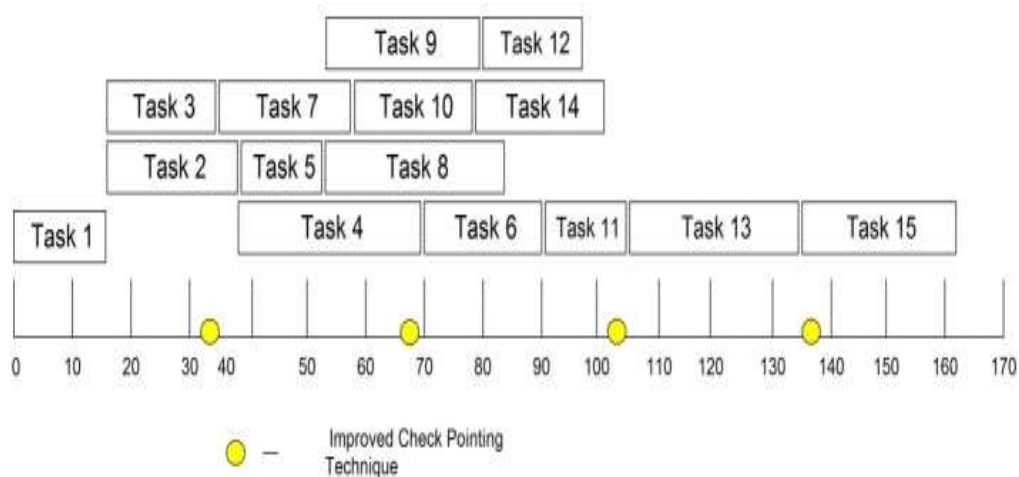 Task 9 Task 12
Task 3 Task 7 Task 10 Task 14
Task 2 Task 5 Task 8
Task 1 Task 4 Task 6 Task 11 Task 13 Task 15
0 10 20 30 40 50 60 70 80 90 100 110 120 130 140 150 160 170
Improved Check Pointing
Technique